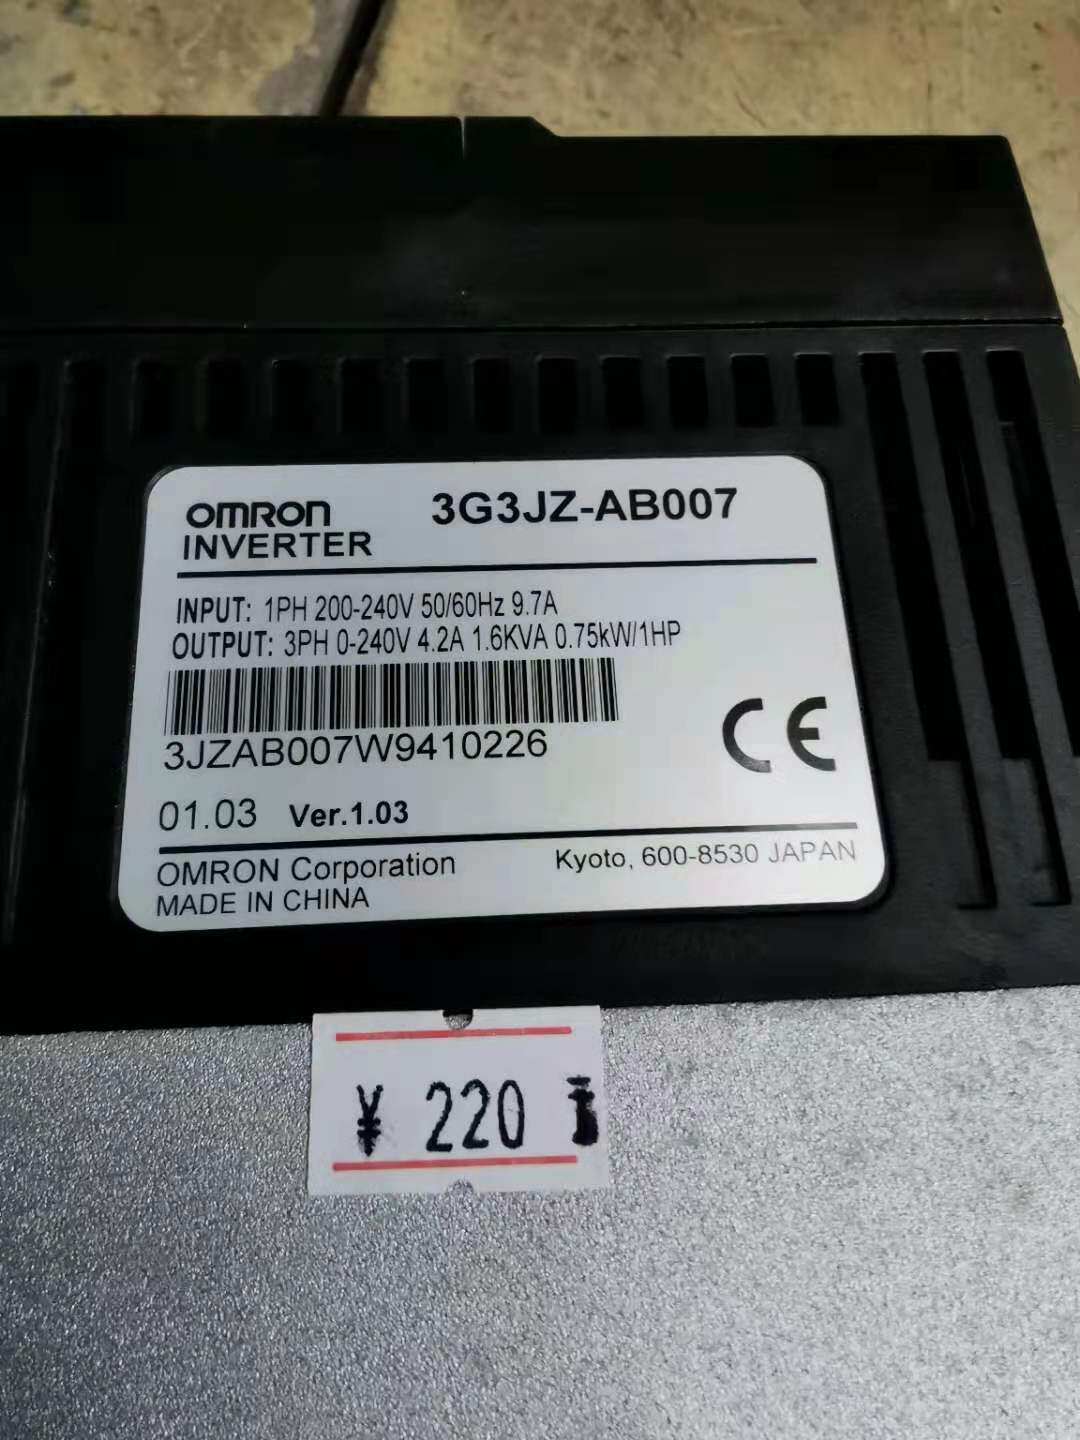 OMRON 3G3JZ-AB007
INVERTER
INPUT: 1PH 200-240V 50/60Hz 9.7A
OUTPUT: 3PH 0-240V 4.2A 1.6KVA 0.75kW/1HP
3JZAB007W9410226
CE
01.03 Ver.1.03
OMRON Corporation Kyoto, 600-8530 JAPAN
MADE IN CHINA
¥ 220